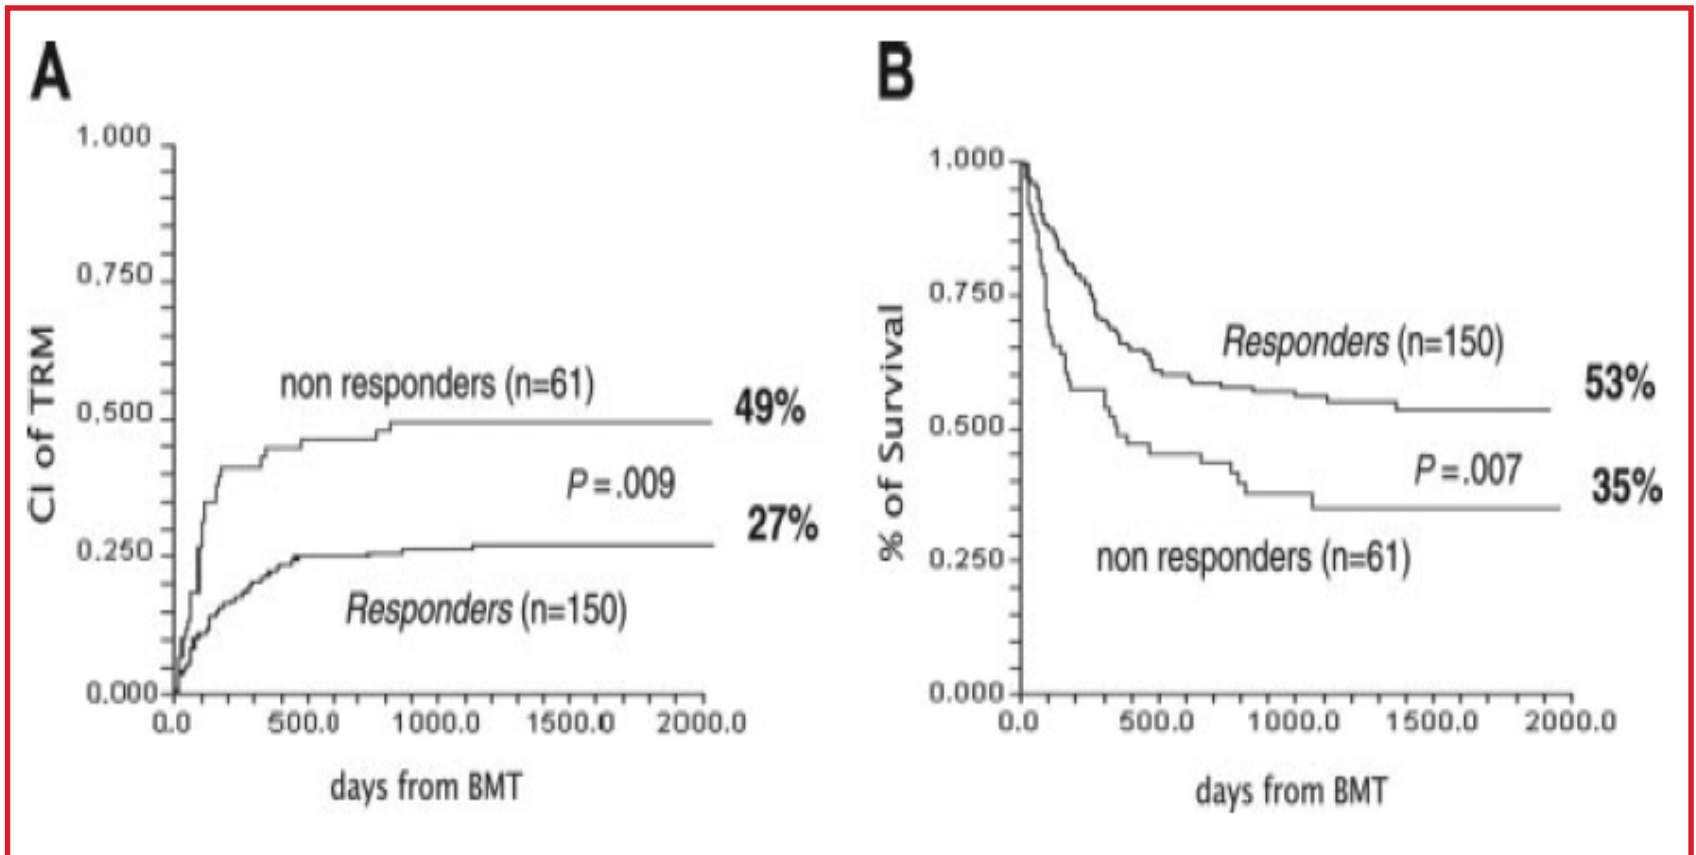 A
CI of TRM
1.000
0.750
0.500
0.250
0.000
non responders (n=61)
49%
P=.009
27%
Responders (n=150)
0.0 500.0 1000.0 1500.0 2000.0
days from BMT
B
% of Survival
1.000
0.750
0.500
0.250
0.000
Responders (n=150)
53%
P=.007
35%
non responders (n=61)
0.0 500.0 1000.0 1500.0 2000.0
days from BMT